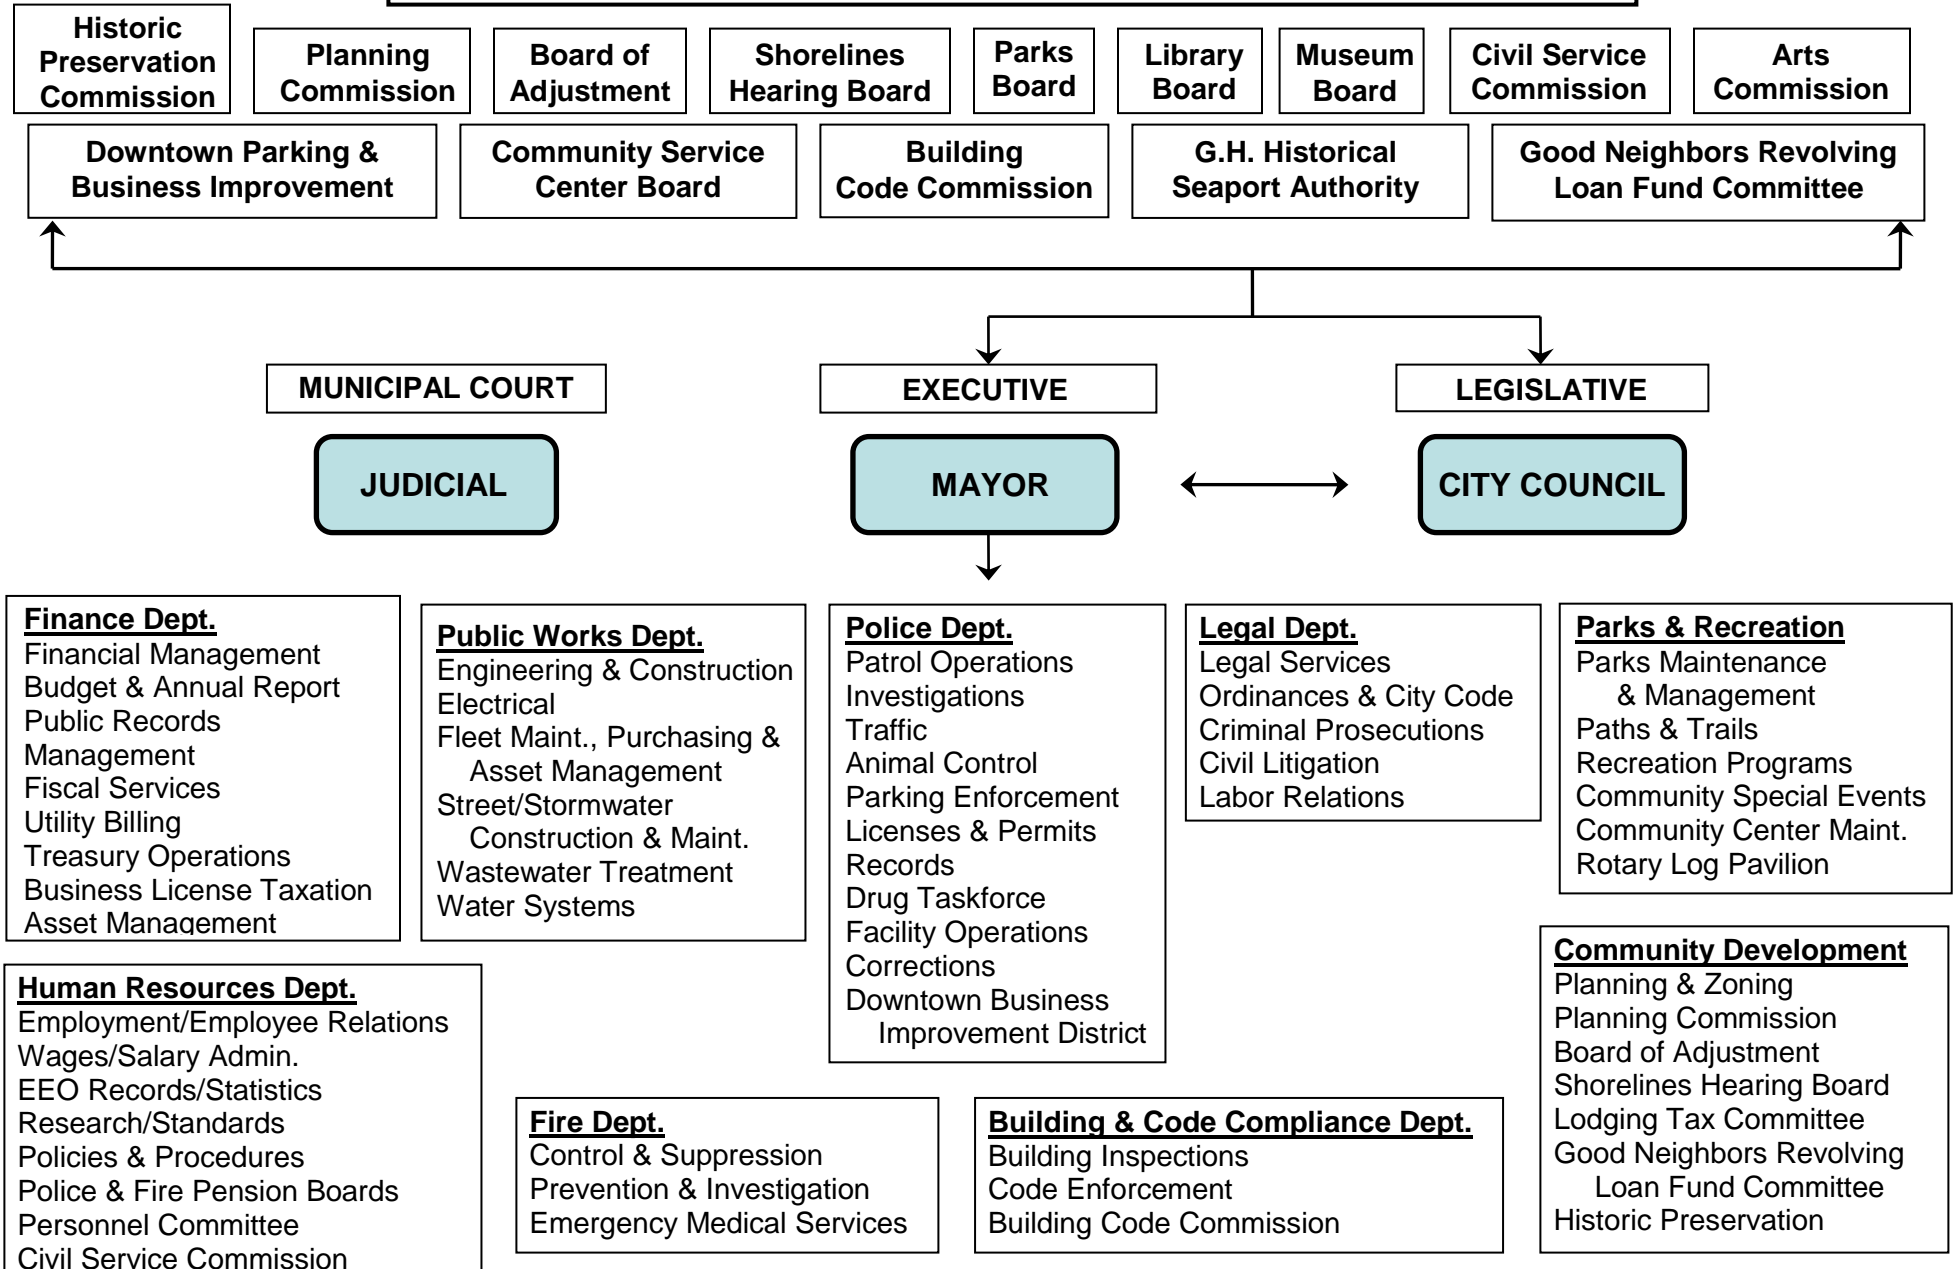 Historic
Preservation
Commission
Planning
Commission
Board of
Adjustment
Shorelines
Hearing Board
Parks
Board
Library
Board
Museum
Board
Civil Service
Commission
Arts
Commission
Downtown Parking &
Business Improvement
Community Service
Center Board
Building
Code Commission
G.H. Historical
Seaport Authority
Good Neighbors Revolving
Loan Fund Committee
MUNICIPAL COURT
EXECUTIVE
LEGISLATIVE
JUDICIAL
MAYOR
CITY COUNCIL
Finance Dept.
Financial Management
Budget & Annual Report
Public Records
Management
Fiscal Services
Utility Billing
Treasury Operations
Business License Taxation
Asset Management
Public Works Dept.
Engineering & Construction
Electrical
Fleet Maint., Purchasing &
Asset Management
Street/Stormwater
Construction & Maint.
Wastewater Treatment
Water Systems
Police Dept.
Patrol Operations
Investigations
Traffic
Animal Control
Parking Enforcement
Licenses & Permits
Records
Drug Taskforce
Facility Operations
Corrections
Downtown Business
Improvement District
Legal Dept.
Legal Services
Ordinances & City Code
Criminal Prosecutions
Civil Litigation
Labor Relations
Parks & Recreation
Parks Maintenance
& Management
Paths & Trails
Recreation Programs
Community Special Events
Community Center Maint.
Rotary Log Pavilion
Human Resources Dept.
Employment/Employee Relations
Wages/Salary Admin.
EEO Records/Statistics
Research/Standards
Policies & Procedures
Police & Fire Pension Boards
Personnel Committee
Civil Service Commission
Fire Dept.
Control & Suppression
Prevention & Investigation
Emergency Medical Services
Building & Code Compliance Dept.
Building Inspections
Code Enforcement
Building Code Commission
Community Development
Planning & Zoning
Planning Commission
Board of Adjustment
Shorelines Hearing Board
Lodging Tax Committee
Good Neighbors Revolving
Loan Fund Committee
Historic Preservation